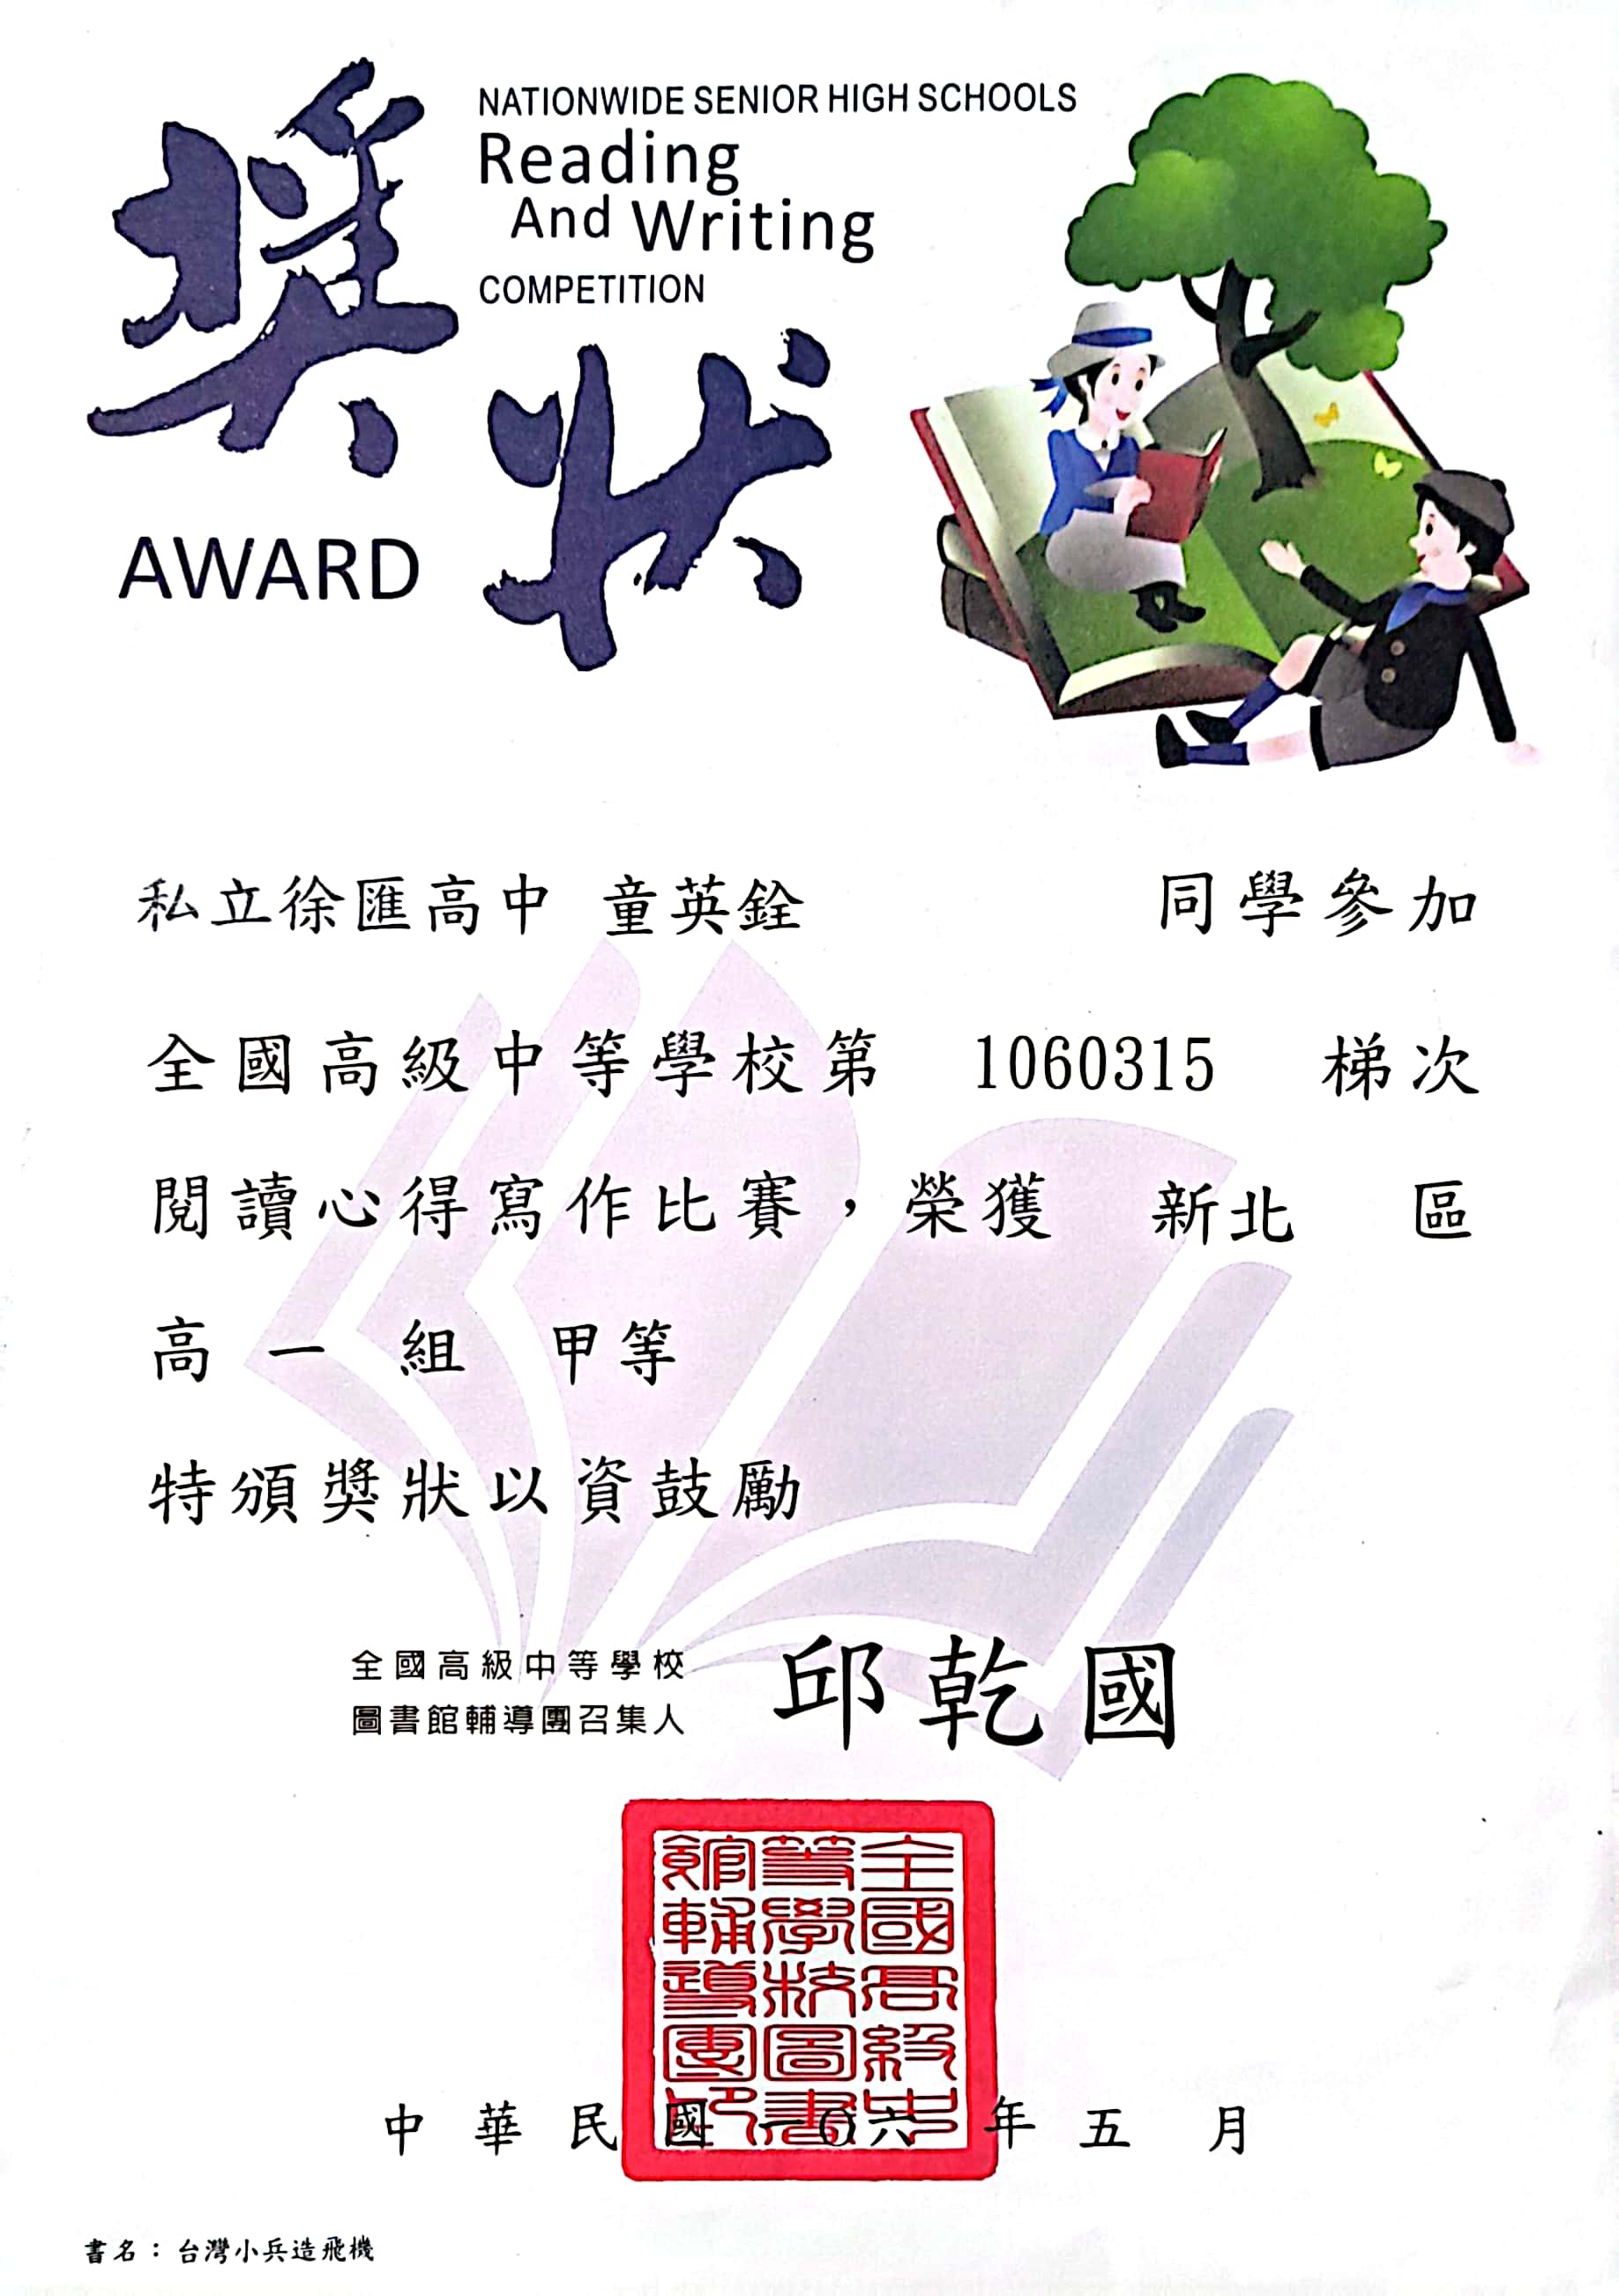 獎狀
NATIONWIDE SENIOR HIGH SCHOOLS
Reading
And Writing
COMPETITION
AWARD
私立徐匯高中 童英銓 同學參加
全國高級中等學校第 1060315 梯次
閱讀心得寫作比賽，榮獲 新北 區
高一組 甲等
特頒獎狀以資鼓勵
全國高級中等學校
圖書館輔導團召集人
邱乾國
全國高級中
等學校圖書
館輔導團印
中華民國一〇六年五月
書名：台灣小兵造飛機